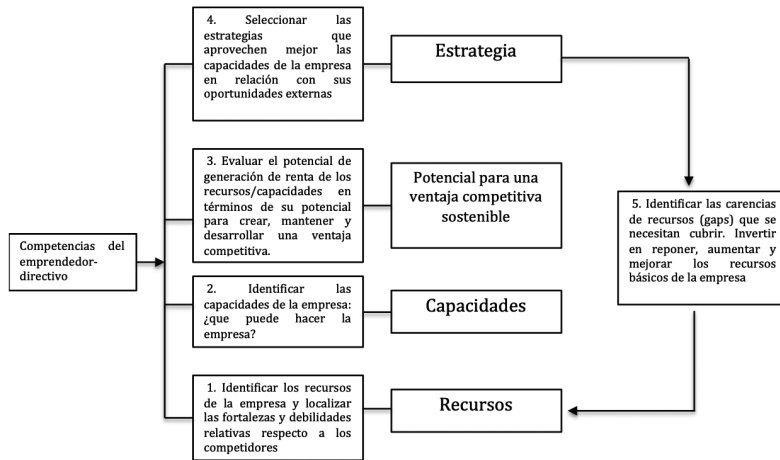 4. Seleccionar las
estrategias que
aprovechen mejor las
capacidades de la empresa
en relación con sus
oportunidades externas
Estrategia
3. Evaluar el potencial de
generación de renta de los
recursos/capacidades en
términos de su potencial
para crear, mantener y
desarrollar una ventaja
competitiva.
Potencial para una
ventaja competitiva
sostenible
5. Identificar las carencias
de recursos (gaps) que se
necesitan cubrir. Invertir
en reponer, aumentar y
mejorar los recursos
básicos de la empresa
Competencias del
emprendedor-
directivo
2. Identificar las
capacidades de la empresa:
¿que puede hacer la
empresa?
Capacidades
1. Identificar los recursos
de la empresa y localizar
las fortalezas y debilidades
relativas respecto a los
competidores
Recursos